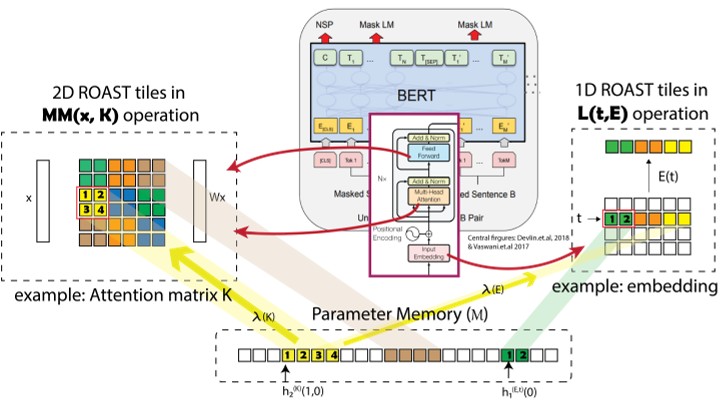 NSP
Mask LM
Mask LM
2D ROAST tiles in
MM(x, K) operation
1D ROAST tiles in
L(t,E) operation
C T1 ... TN T[SEP] T1' ... TM'
BERT
E[CLS] E1 ... EM'
[CLS] Tok 1 ... TokM
Add & Norm
Feed
Forward
N×
Add & Norm
Multi-Head
Attention
Positional
Encoding
Input
Embedding
Masked S
ed Sentence B
Un
B Pair
Central figures: Devlin.et.al, 2018
& Vaswani.et.al 2017
x
1 2
3 4
Wx
E(t)
t
1 2
example: Attention matrix K
example: embedding
λ(K)
λ(E)
Parameter Memory (M)
1 2 3 4
1 2
h2(K)(1,0)
h1(E,t)(0)